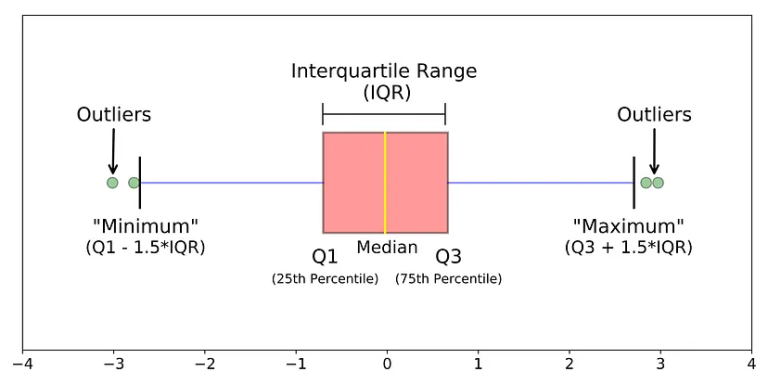 Interquartile Range
(IQR)
Outliers
Outliers
"Minimum"
(Q1 - 1.5*IQR)
"Maximum"
(Q3 + 1.5*IQR)
Q1
Median
Q3
(25th Percentile)
(75th Percentile)
−4
−3
−2
−1
0
1
2
3
4